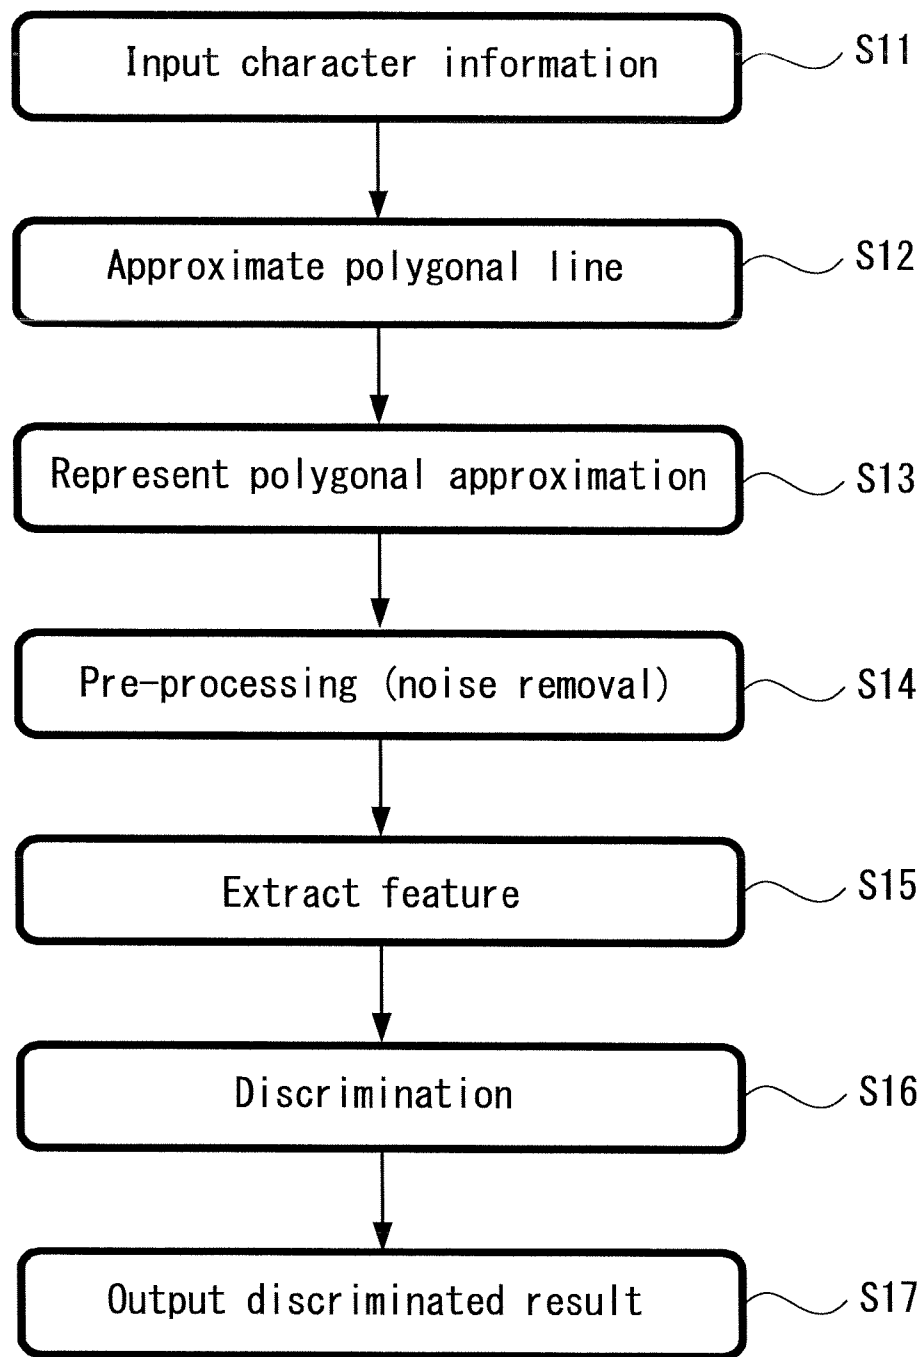 Input character information S11
Approximate polygonal line S12
Represent polygonal approximation S13
Pre-processing (noise removal) S14
Extract feature S15
Discrimination S16
Output discriminated result S17